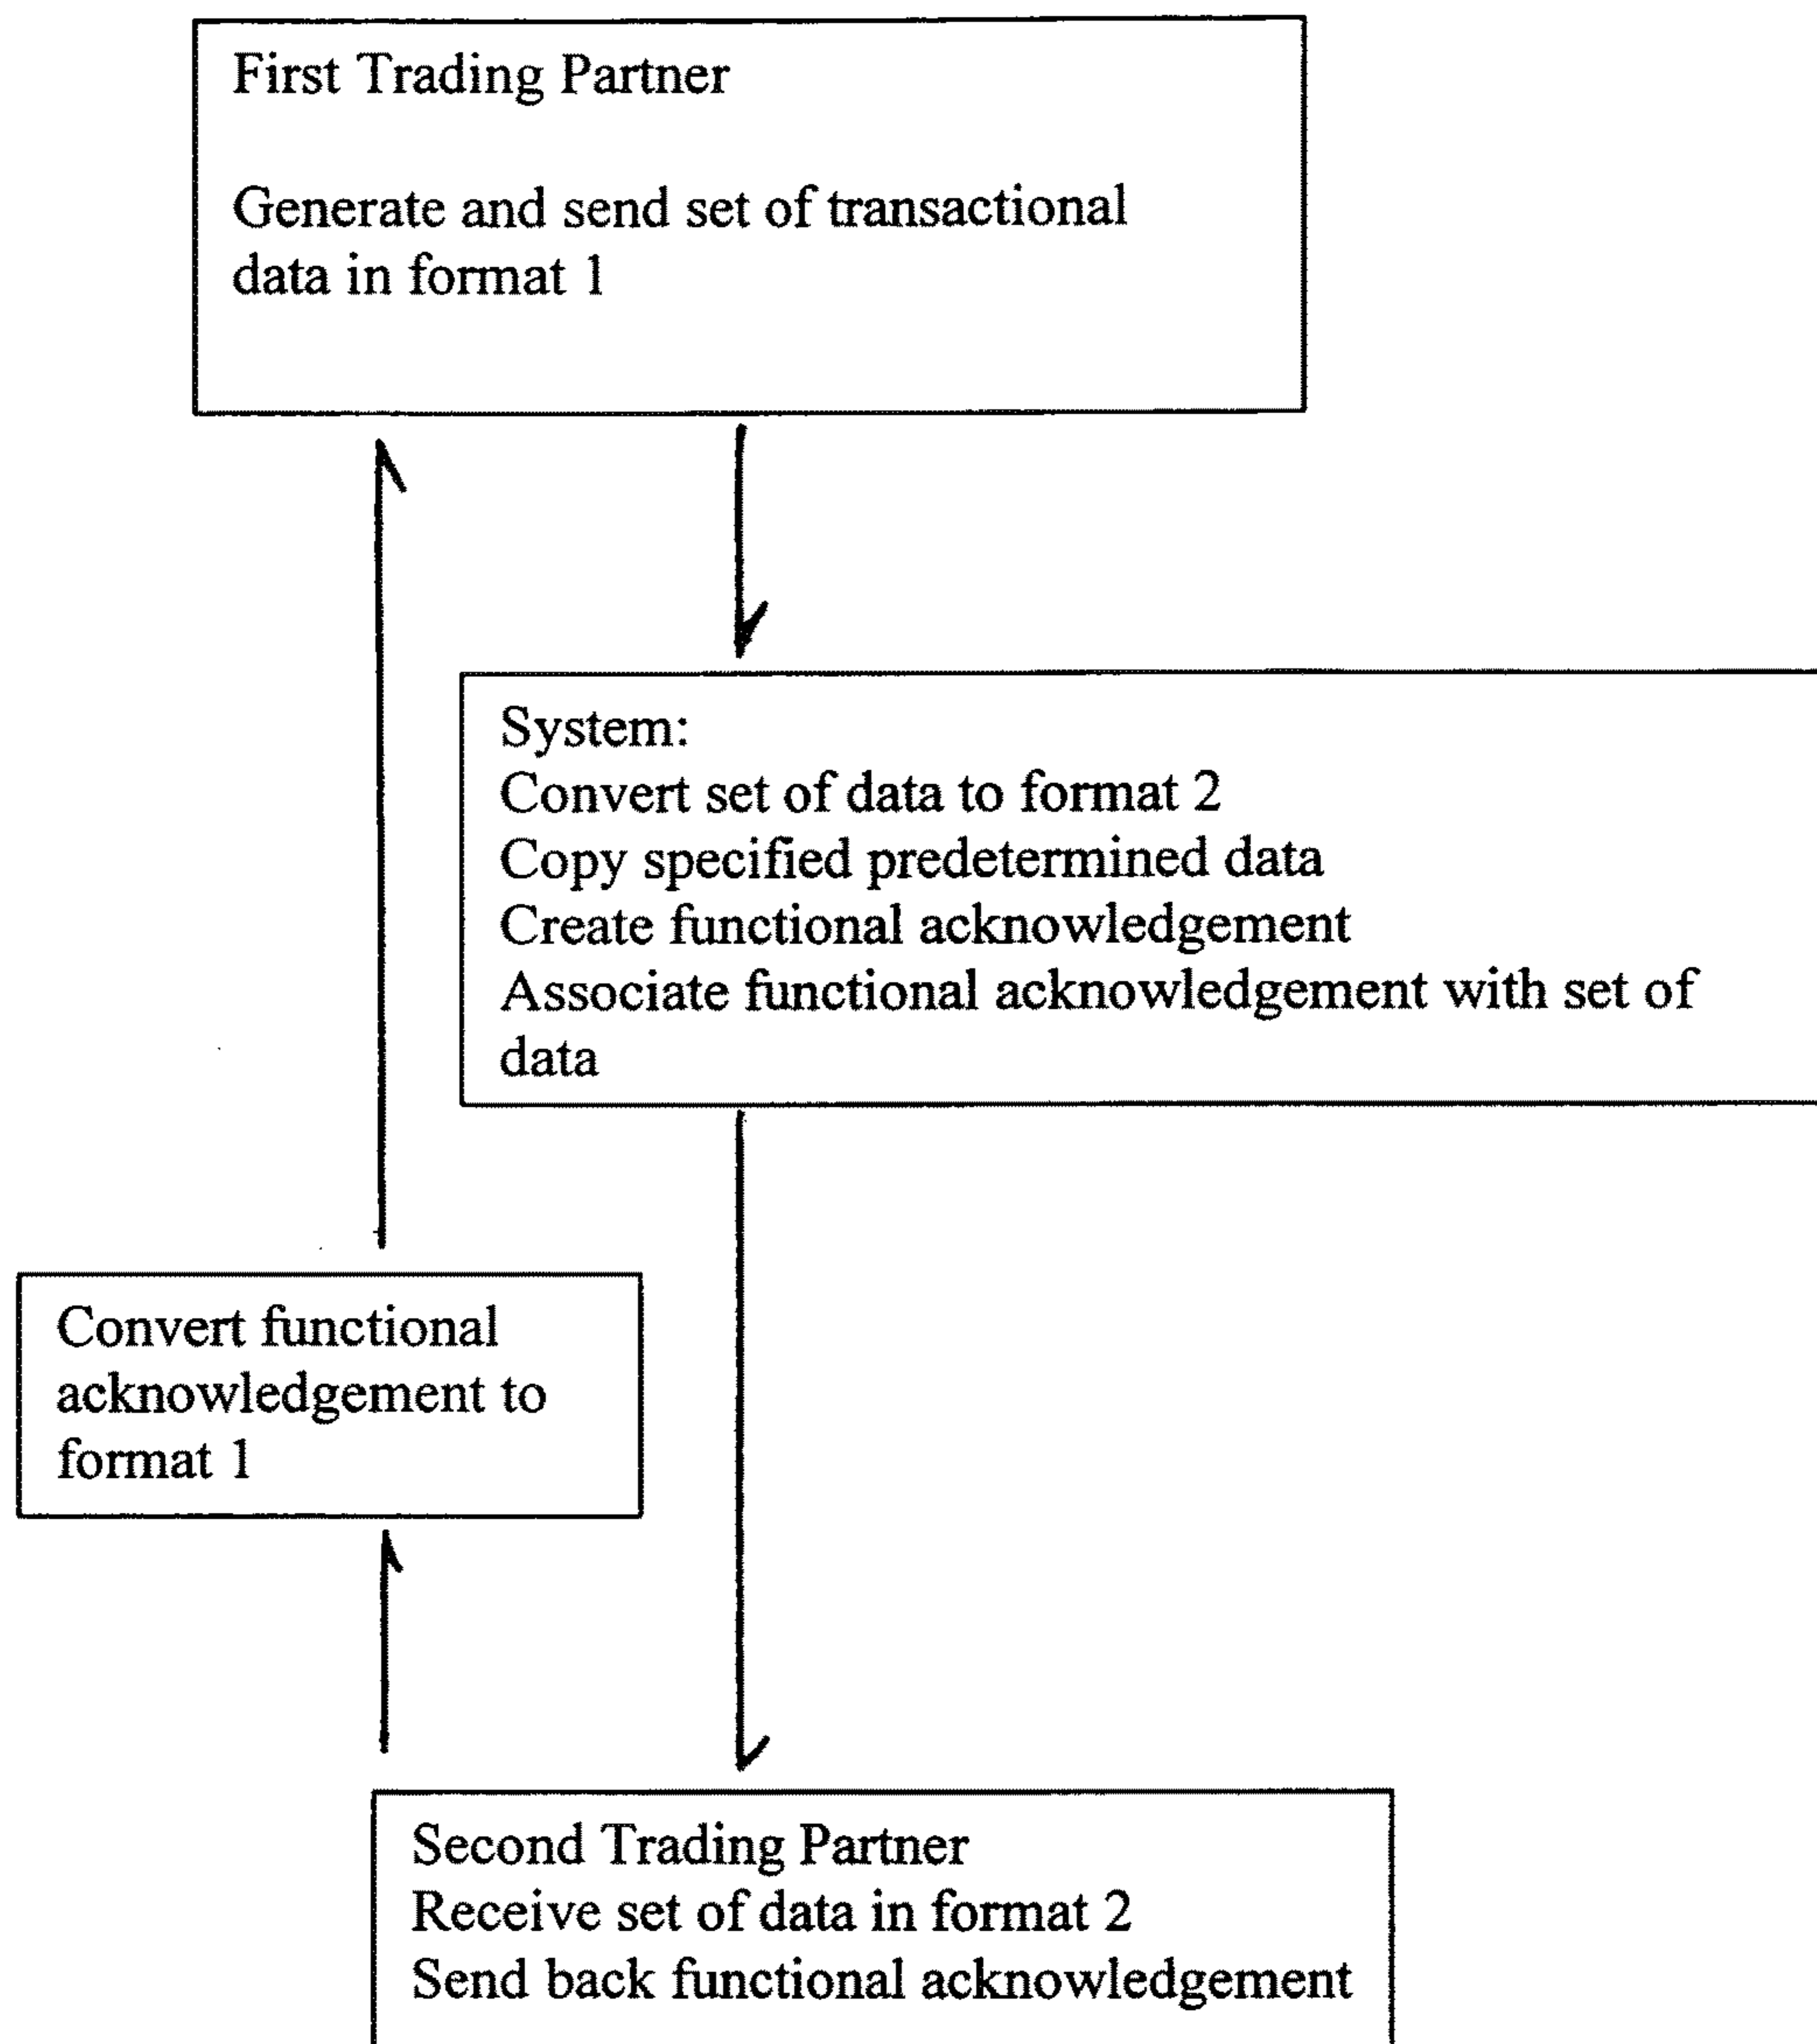 First Trading Partner
Generate and send set of transactional
data in format 1
System:
Convert set of data to format 2
Copy specified predetermined data
Create functional acknowledgement
Associate functional acknowledgement with set of
data
Convert functional
acknowledgement to
format 1
Second Trading Partner
Receive set of data in format 2
Send back functional acknowledgement